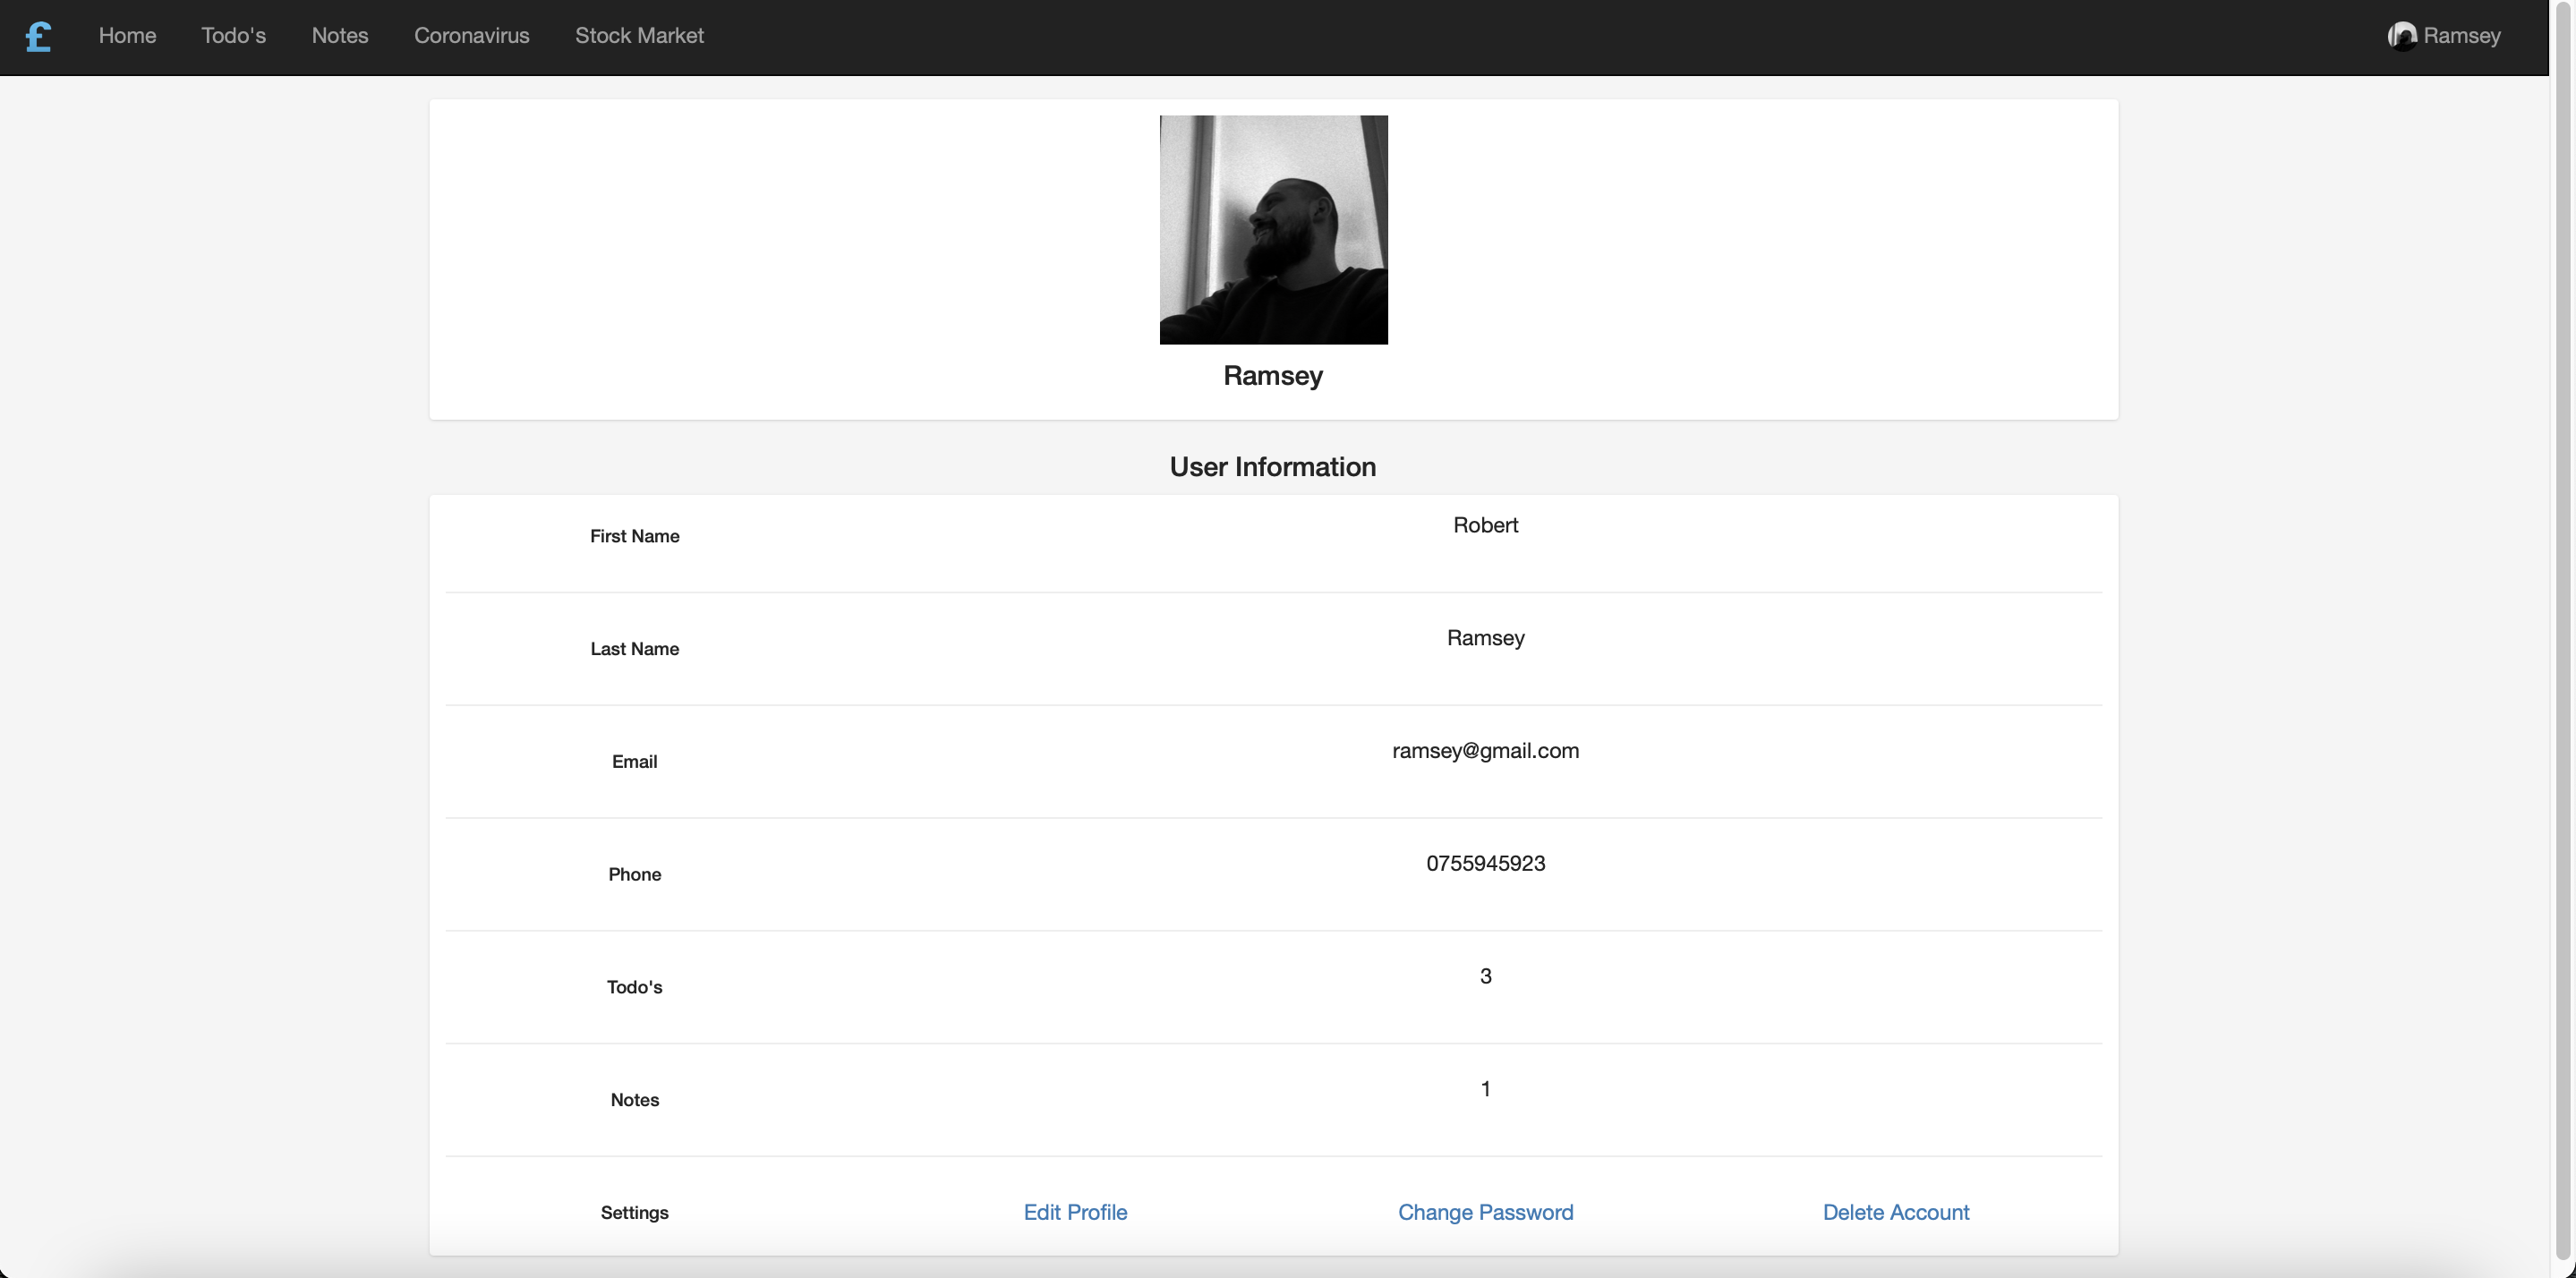 £ Home Todo's Notes Coronavirus Stock Market Ramsey
Ramsey
User Information
First Name Robert
Last Name Ramsey
Email ramsey@gmail.com
Phone 0755945923
Todo's 3
Notes 1
Settings Edit Profile Change Password Delete Account